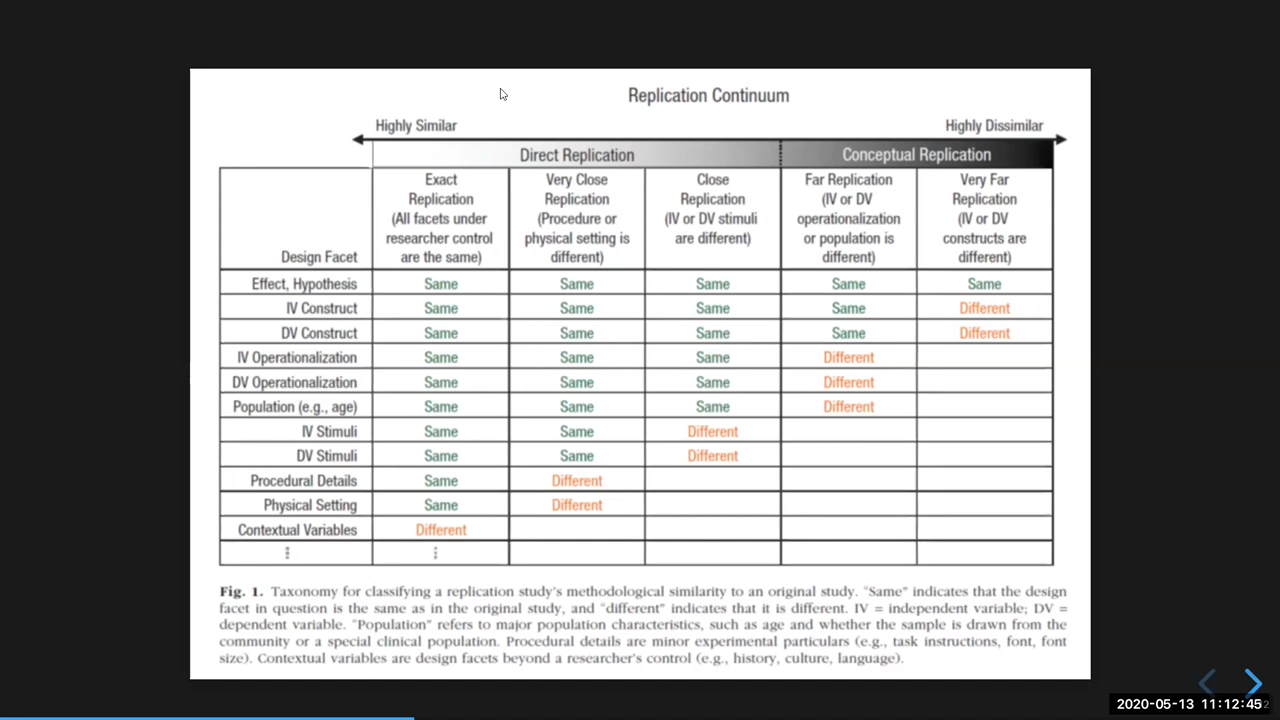 Replication Continuum
Highly Similar
Highly Dissimilar
Direct Replication
Conceptual Replication
Design Facet
Exact
Replication
(All facets under
researcher control
are the same)
Very Close
Replication
(Procedure or
physical setting is
different)
Close
Replication
(IV or DV stimuli
are different)
Far Replication
(IV or DV
operationalization
or population is
different)
Very Far
Replication
(IV or DV
constructs are
different)
Effect, Hypothesis Same Same Same Same Same
IV Construct Same Same Same Same Different
DV Construct Same Same Same Same Different
IV Operationalization Same Same Same Different
DV Operationalization Same Same Same Different
Population (e.g., age) Same Same Same Different
IV Stimuli Same Same Different
DV Stimuli Same Same Different
Procedural Details Same Different
Physical Setting Same Different
Contextual Variables Different
⋮ ⋮
Fig. 1. Taxonomy for classifying a replication study's methodological similarity to an original study. "Same" indicates that the design
facet in question is the same as in the original study, and "different" indicates that it is different. IV = independent variable; DV =
dependent variable. "Population" refers to major population characteristics, such as age and whether the sample is drawn from the
community or a special clinical population. Procedural details are minor experimental particulars (e.g., task instructions, font, font
size). Contextual variables are design facets beyond a researcher's control (e.g., history, culture, language).
2020-05-13 11:12:45